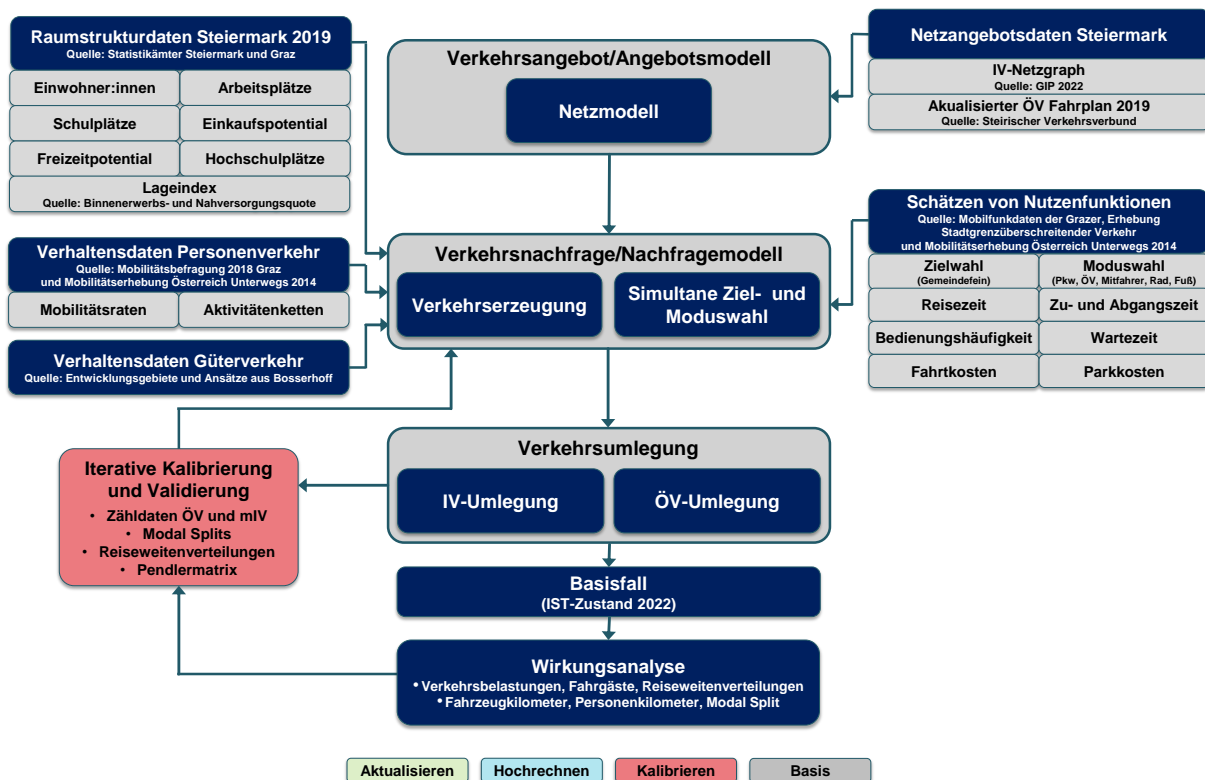 Raumstrukturdaten Steiermark 2019
Quelle: Statistikämter Steiermark und Graz
Einwohner:innen
Arbeitsplätze
Schulplätze
Einkaufspotential
Freizeitpotential
Hochschulplätze
Lageindex
Quelle: Binnenerwerbs- und Nahversorgungsquote
Verkehrsangebot/Angebotsmodell
Netzmodell
Netzangebotsdaten Steiermark
IV-Netzgraph
Quelle: GIP 2022
Akualisierter ÖV Fahrplan 2019
Quelle: Steirischer Verkehrsverbund
Verhaltensdaten Personenverkehr
Quelle: Mobilitätsbefragung 2018 Graz
und Mobilitätserhebung Österreich Unterwegs 2014
Mobilitätsraten
Aktivitätenketten
Verhaltensdaten Güterverkehr
Quelle: Entwicklungsgebiete und Ansätze aus Bosserhoff
Verkehrsnachfrage/Nachfragemodell
Verkehrserzeugung
Simultane Ziel- und
Moduswahl
Schätzen von Nutzenfunktionen
Quelle: Mobilfunkdaten der Grazer, Erhebung
Stadtgrenzüberschreitender Verkehr
und Mobilitätserhebung Österreich Unterwegs 2014
Zielwahl
(Gemeindefein)
Moduswahl
(Pkw, ÖV, Mitfahrer, Rad, Fuß)
Reisezeit
Zu- und Abgangszeit
Bedienungshäufigkeit
Wartezeit
Fahrtkosten
Parkkosten
Iterative Kalibrierung
und Validierung
• Zähldaten ÖV und mIV
• Modal Splits
• Reiseweitenverteilungen
• Pendlermatrix
Verkehrsumlegung
IV-Umlegung
ÖV-Umlegung
Basisfall
(IST-Zustand 2022)
Wirkungsanalyse
• Verkehrsbelastungen, Fahrgäste, Reiseweitenverteilungen
• Fahrzeugkilometer, Personenkilometer, Modal Split
Aktualisieren
Hochrechnen
Kalibrieren
Basis